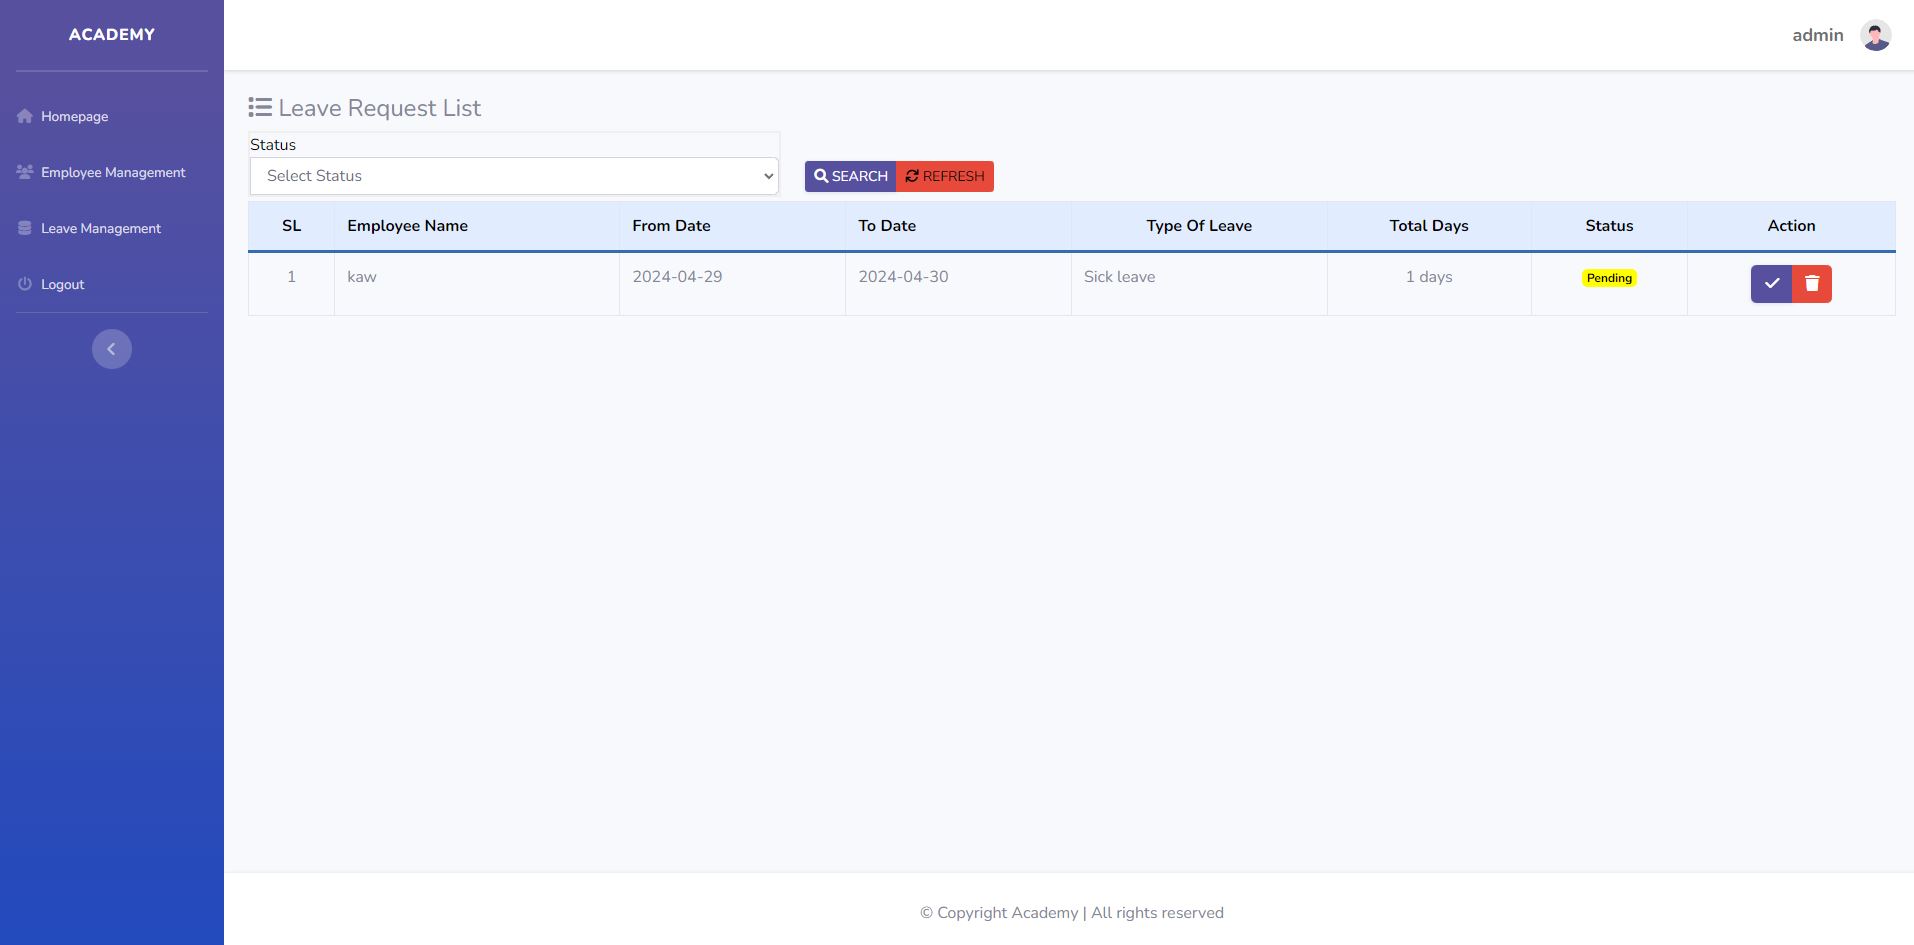 ACADEMY
admin
Homepage
Employee Management
Leave Management
Logout
Leave Request List
Status
Select Status
SEARCH REFRESH
SL Employee Name From Date To Date Type Of Leave Total Days Status Action
1 kaw 2024-04-29 2024-04-30 Sick leave 1 days Pending
© Copyright Academy | All rights reserved